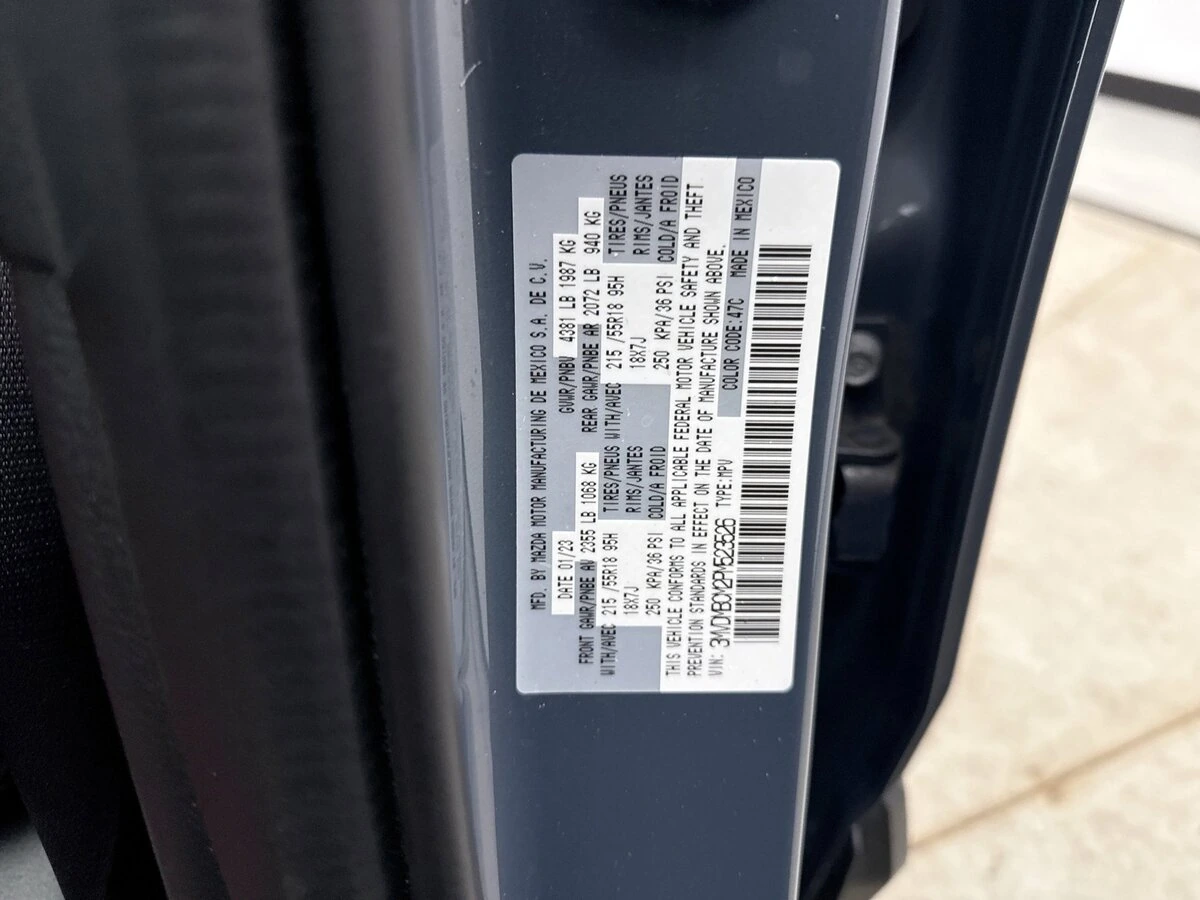 MFD. BY MAZDA MOTOR MANUFACTURING DE MEXICO S.A. DE C.V.
DATE 01/23 GVWR/PNBV 4381 LB 1987 KG
FRONT GAWR/PNBE AV 2355 LB 1068 KG REAR GAWR/PNBE AR 2072 LB 940 KG
WITH/AVEC 215 /55R18 95H TIRES/PNEUS WITH/AVEC 215 /55R18 95H TIRES/PNEUS
18X7J RIMS/JANTES 18X7J RIMS/JANTES
250 KPA/36 PSI COLD/A FROID 250 KPA/36 PSI COLD/A FROID
THIS VEHICLE CONFORMS TO ALL APPLICABLE FEDERAL MOTOR VEHICLE SAFETY AND THEFT
PREVENTION STANDARDS IN EFFECT ON THE DATE OF MANUFACTURE SHOWN ABOVE.
VIN: 3MVDMBCM2PM523526 TYPE:MPV COLOR CODE:47C MADE IN MEXICO